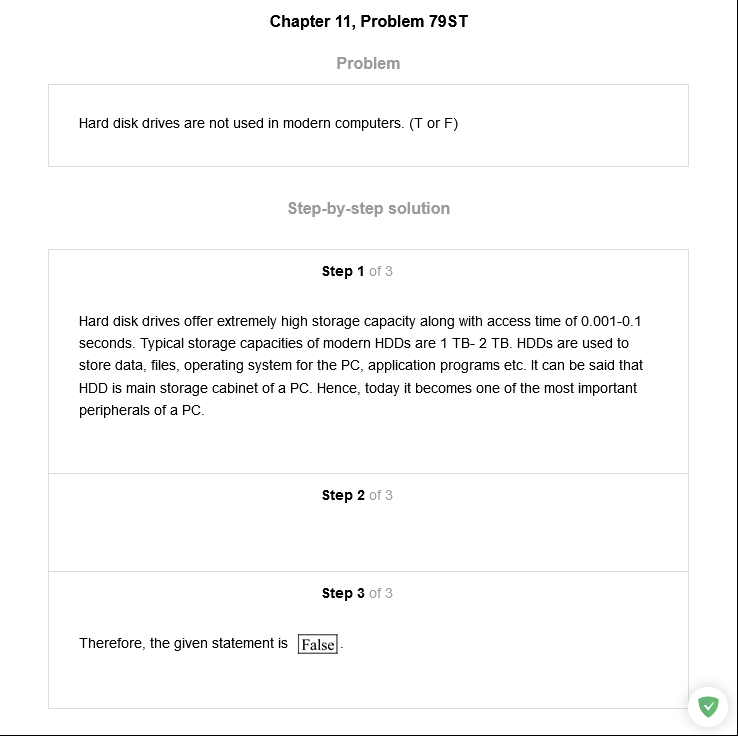 Chapter 11, Problem 79ST
Problem
Hard disk drives are not used in modern computers. (T or F)
Step-by-step solution
Step 1 of 3
Hard disk drives offer extremely high storage capacity along with access time of 0.001-0.1
seconds. Typical storage capacities of modern HDDs are 1 TB- 2 TB. HDDs are used to
store data, files, operating system for the PC, application programs etc. It can be said that
HDD is main storage cabinet of a PC. Hence, today it becomes one of the most important
peripherals of a PC.
Step 2 of 3
Step 3 of 3
Therefore, the given statement is False.